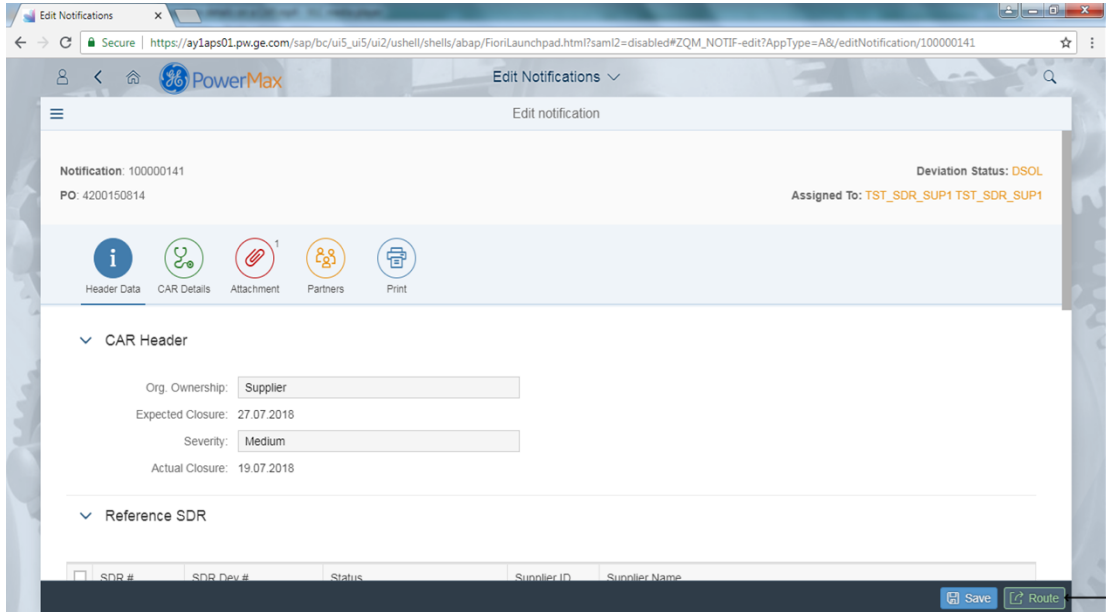 Edit Notifications
Secure | https://ay1aps01.pw.ge.com/sap/bc/ui5_ui5/ui2/ushell/shells/abap/FioriLaunchpad.html?saml2=disabled#ZQM_NOTIF-edit?AppType=A&/editNotification/100000141
PowerMax Edit Notifications
Edit notification
Notification: 100000141 Deviation Status: DSOL
PO: 4200150814 Assigned To: TST_SDR_SUP1 TST_SDR_SUP1
1
Header Data CAR Details Attachment Partners Print
CAR Header
Org. Ownership: Supplier
Expected Closure: 27.07.2018
Severity: Medium
Actual Closure: 19.07.2018
Reference SDR
SDR # SDR Dev # Status Supplier ID Supplier Name
Save Route